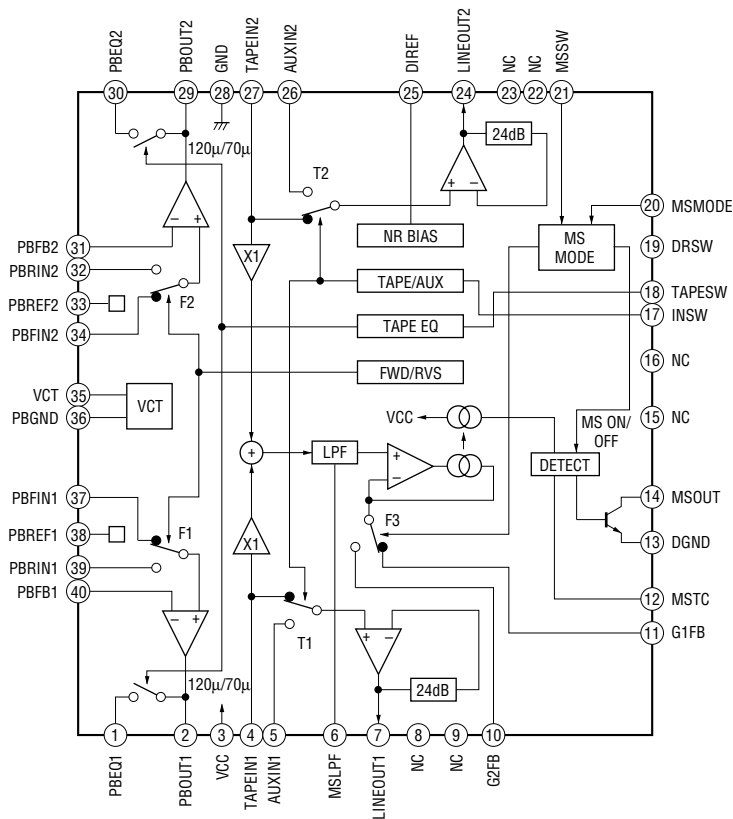 PBEQ2
PBOUT2
GND
TAPEIN2
AUXIN2
DIREF
LINEOUT2
NC
NC
MSSW
30
29
28
27
26
25
24
23
22
21
120μ/70μ
T2
24dB
+ −
− +
NR BIAS
MS MODE
20 MSMODE
19 DRSW
18 TAPESW
17 INSW
16 NC
15 NC
PBFB2 31
PBRIN2 32
PBREF2 33
PBFIN2 34
F2
X1
TAPE/AUX
TAPE EQ
FWD/RVS
VCT 35
PBGND 36
VCT
VCC
MS ON/
OFF
+
LPF
+
−
DETECT
PBFIN1 37
PBREF1 38
PBRIN1 39
PBFB1 40
F1
X1
F3
14 MSOUT
13 DGND
12 MSTC
11 G1FB
− +
T1
+ −
120μ/70μ
24dB
1
2
3
4
5
6
7
8
9
10
PBEQ1
PBOUT1
VCC
TAPEIN1
AUXIN1
MSLPF
LINEOUT1
NC
NC
G2FB